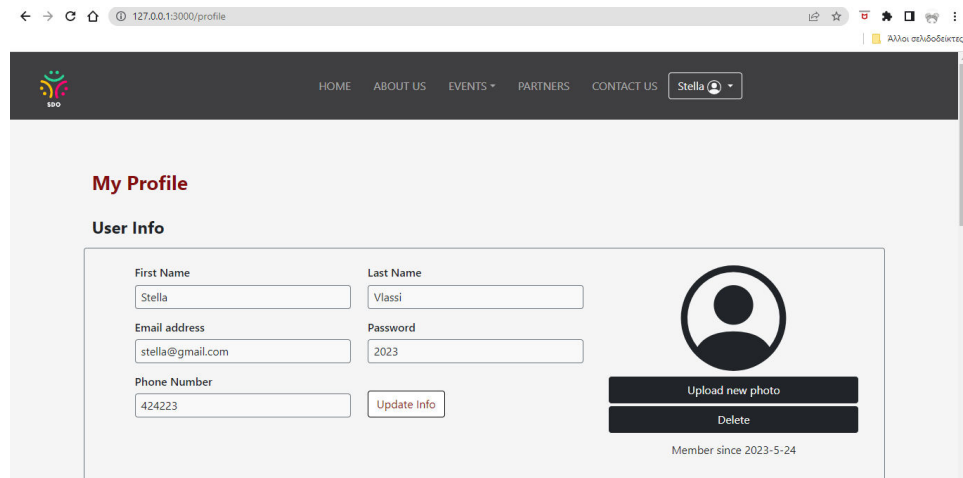 127.0.0.1:3000/profile
Άλλοι σελιδοδείκτες
SDO
HOME ABOUT US EVENTS PARTNERS CONTACT US Stella
My Profile
User Info
First Name Last Name
Stella Vlassi
Email address Password
stella@gmail.com 2023
Phone Number
424223 Update Info
Upload new photo
Delete
Member since 2023-5-24